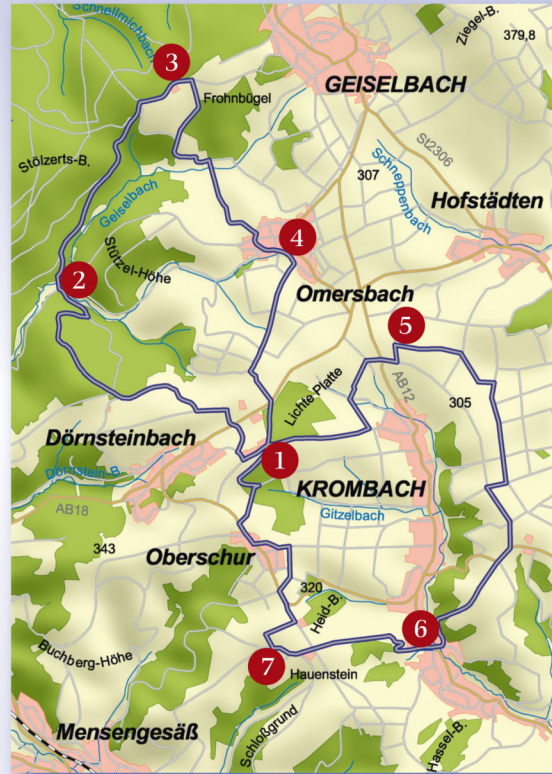 Schnellmichbach
Ziegel-B.
379,8
3
GEISELBACH
Frohnbügel
St2306
Stölzerts-B.
Schneppenbach
307
Geiselbach
Hofstädten
4
Stützel-Höhe
2
Omersbach
5
AB12
305
Lichte Platte
Dörnsteinbach
1
Dörnstein-B.
KROMBACH
AB18
Gitzelbach
343
Oberschur
320
Heid-B.
6
Buchberg-Höhe
7
Hauenstein
Schloßgrund
Mensengesäß
Hassel-B.